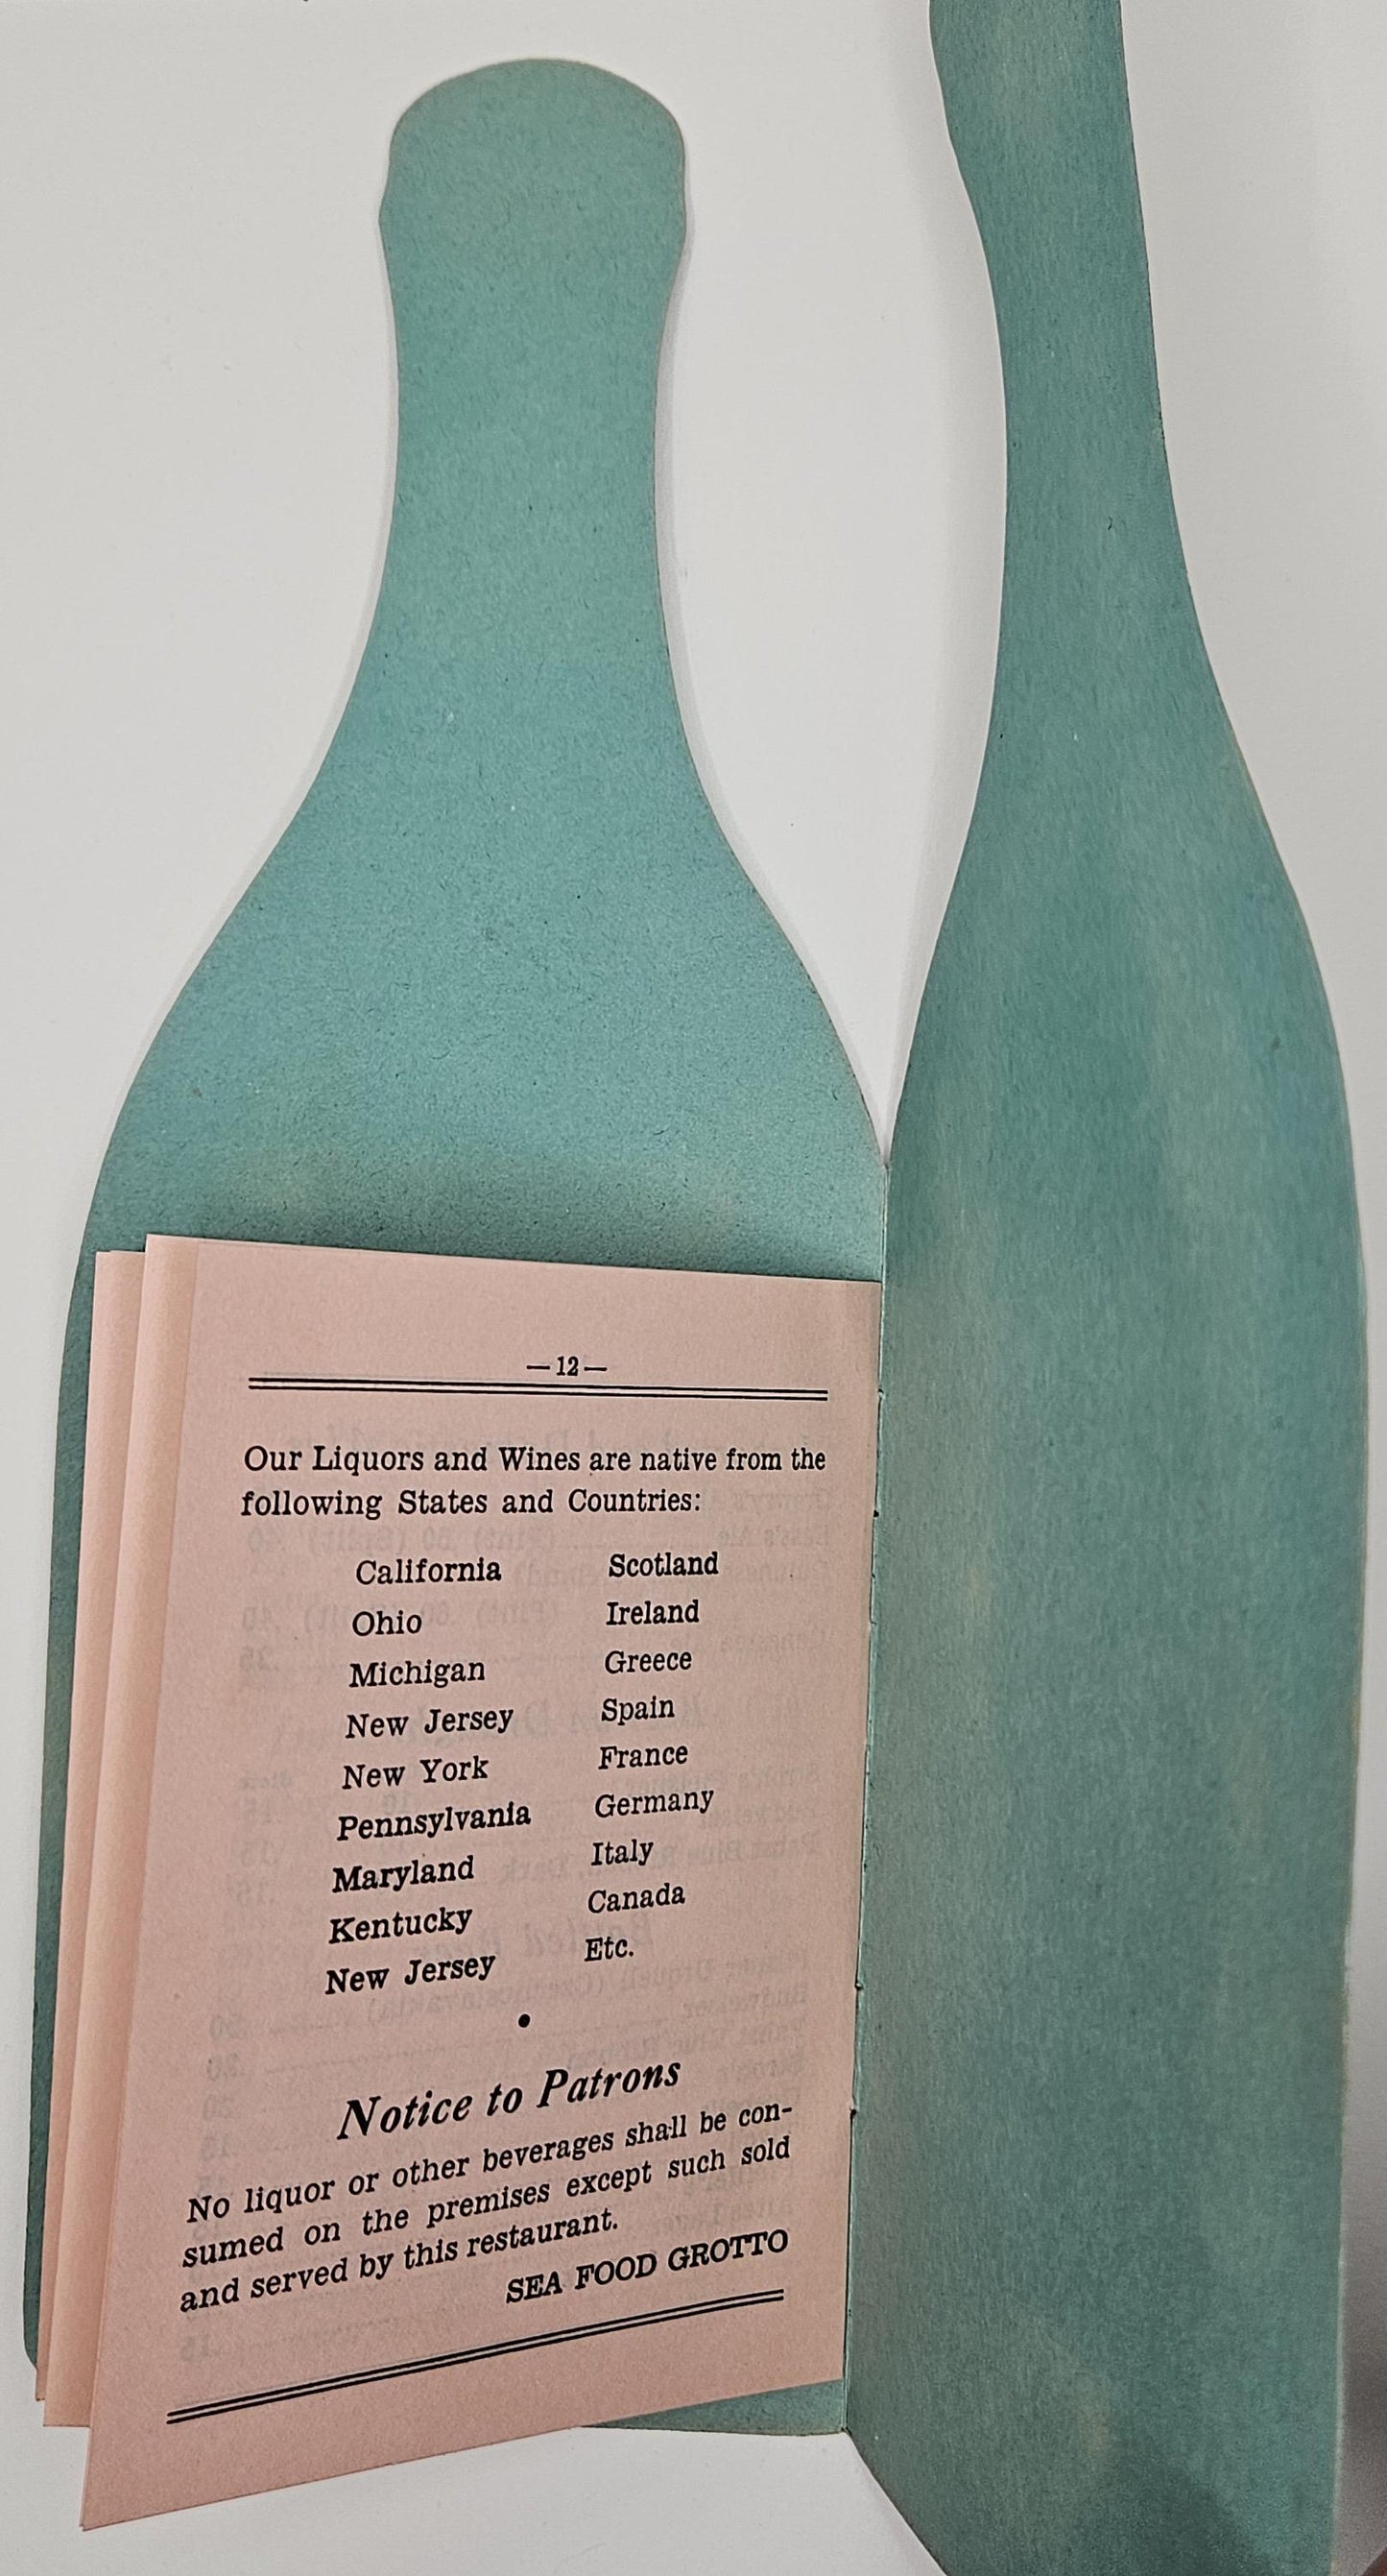 —12—
Our Liquors and Wines are native from the
following States and Countries:
California
Ohio
Michigan
New Jersey
New York
Pennsylvania
Maryland
Kentucky
New Jersey
Scotland
Ireland
Greece
Spain
France
Germany
Italy
Canada
Etc.
•
Notice to Patrons
No liquor or other beverages shall be con-
sumed on the premises except such sold
and served by this restaurant.
SEA FOOD GROTTO